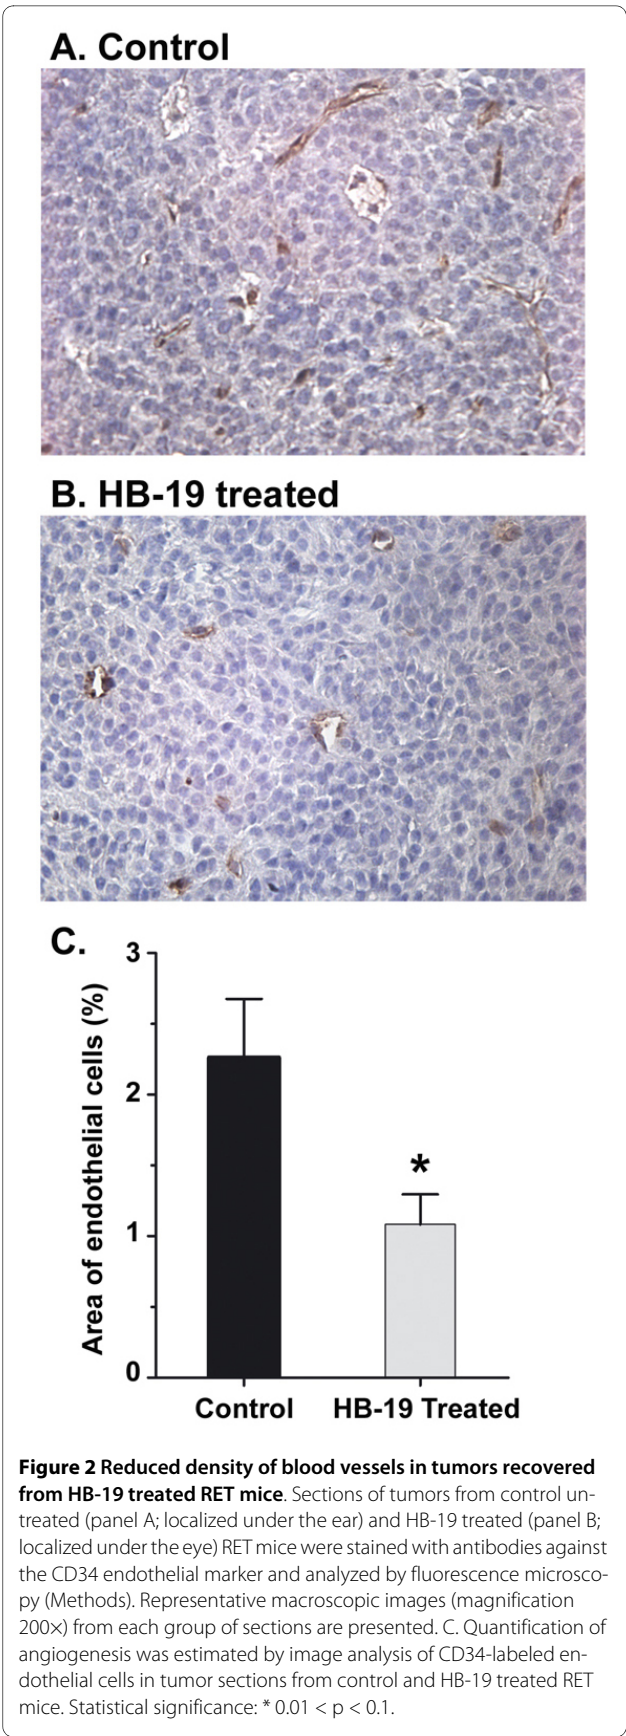 A. Control
B. HB-19 treated
C.
3
2
1
0
Area of endothelial cells (%)
*
Control HB-19 Treated
Figure 2 Reduced density of blood vessels in tumors recovered
from HB-19 treated RET mice. Sections of tumors from control un-
treated (panel A; localized under the ear) and HB-19 treated (panel B;
localized under the eye) RET mice were stained with antibodies against
the CD34 endothelial marker and analyzed by fluorescence microsco-
py (Methods). Representative macroscopic images (magnification
200×) from each group of sections are presented. C. Quantification of
angiogenesis was estimated by image analysis of CD34-labeled en-
dothelial cells in tumor sections from control and HB-19 treated RET
mice. Statistical significance: * 0.01 < p < 0.1.